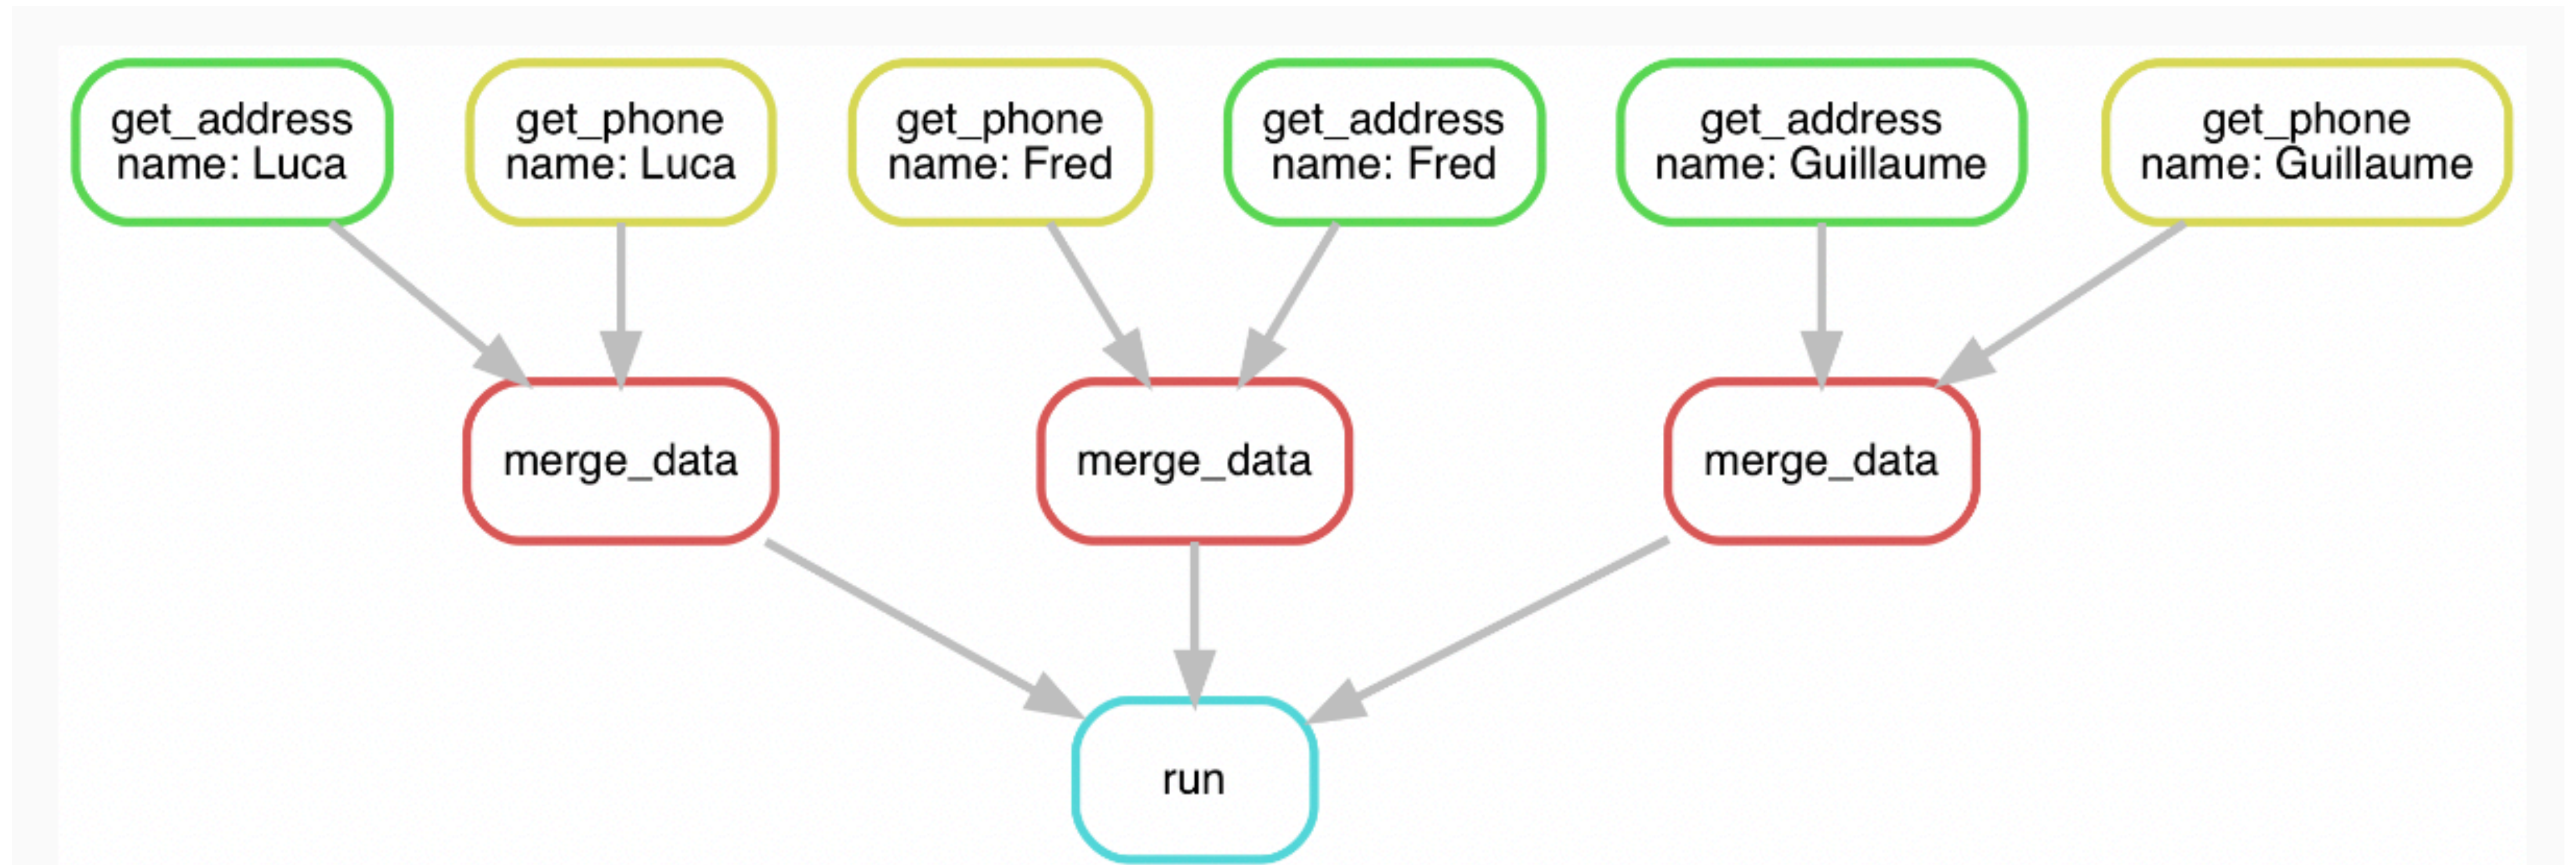 get_address
name: Luca
get_phone
name: Luca
get_phone
name: Fred
get_address
name: Fred
get_address
name: Guillaume
get_phone
name: Guillaume
merge_data
merge_data
merge_data
run